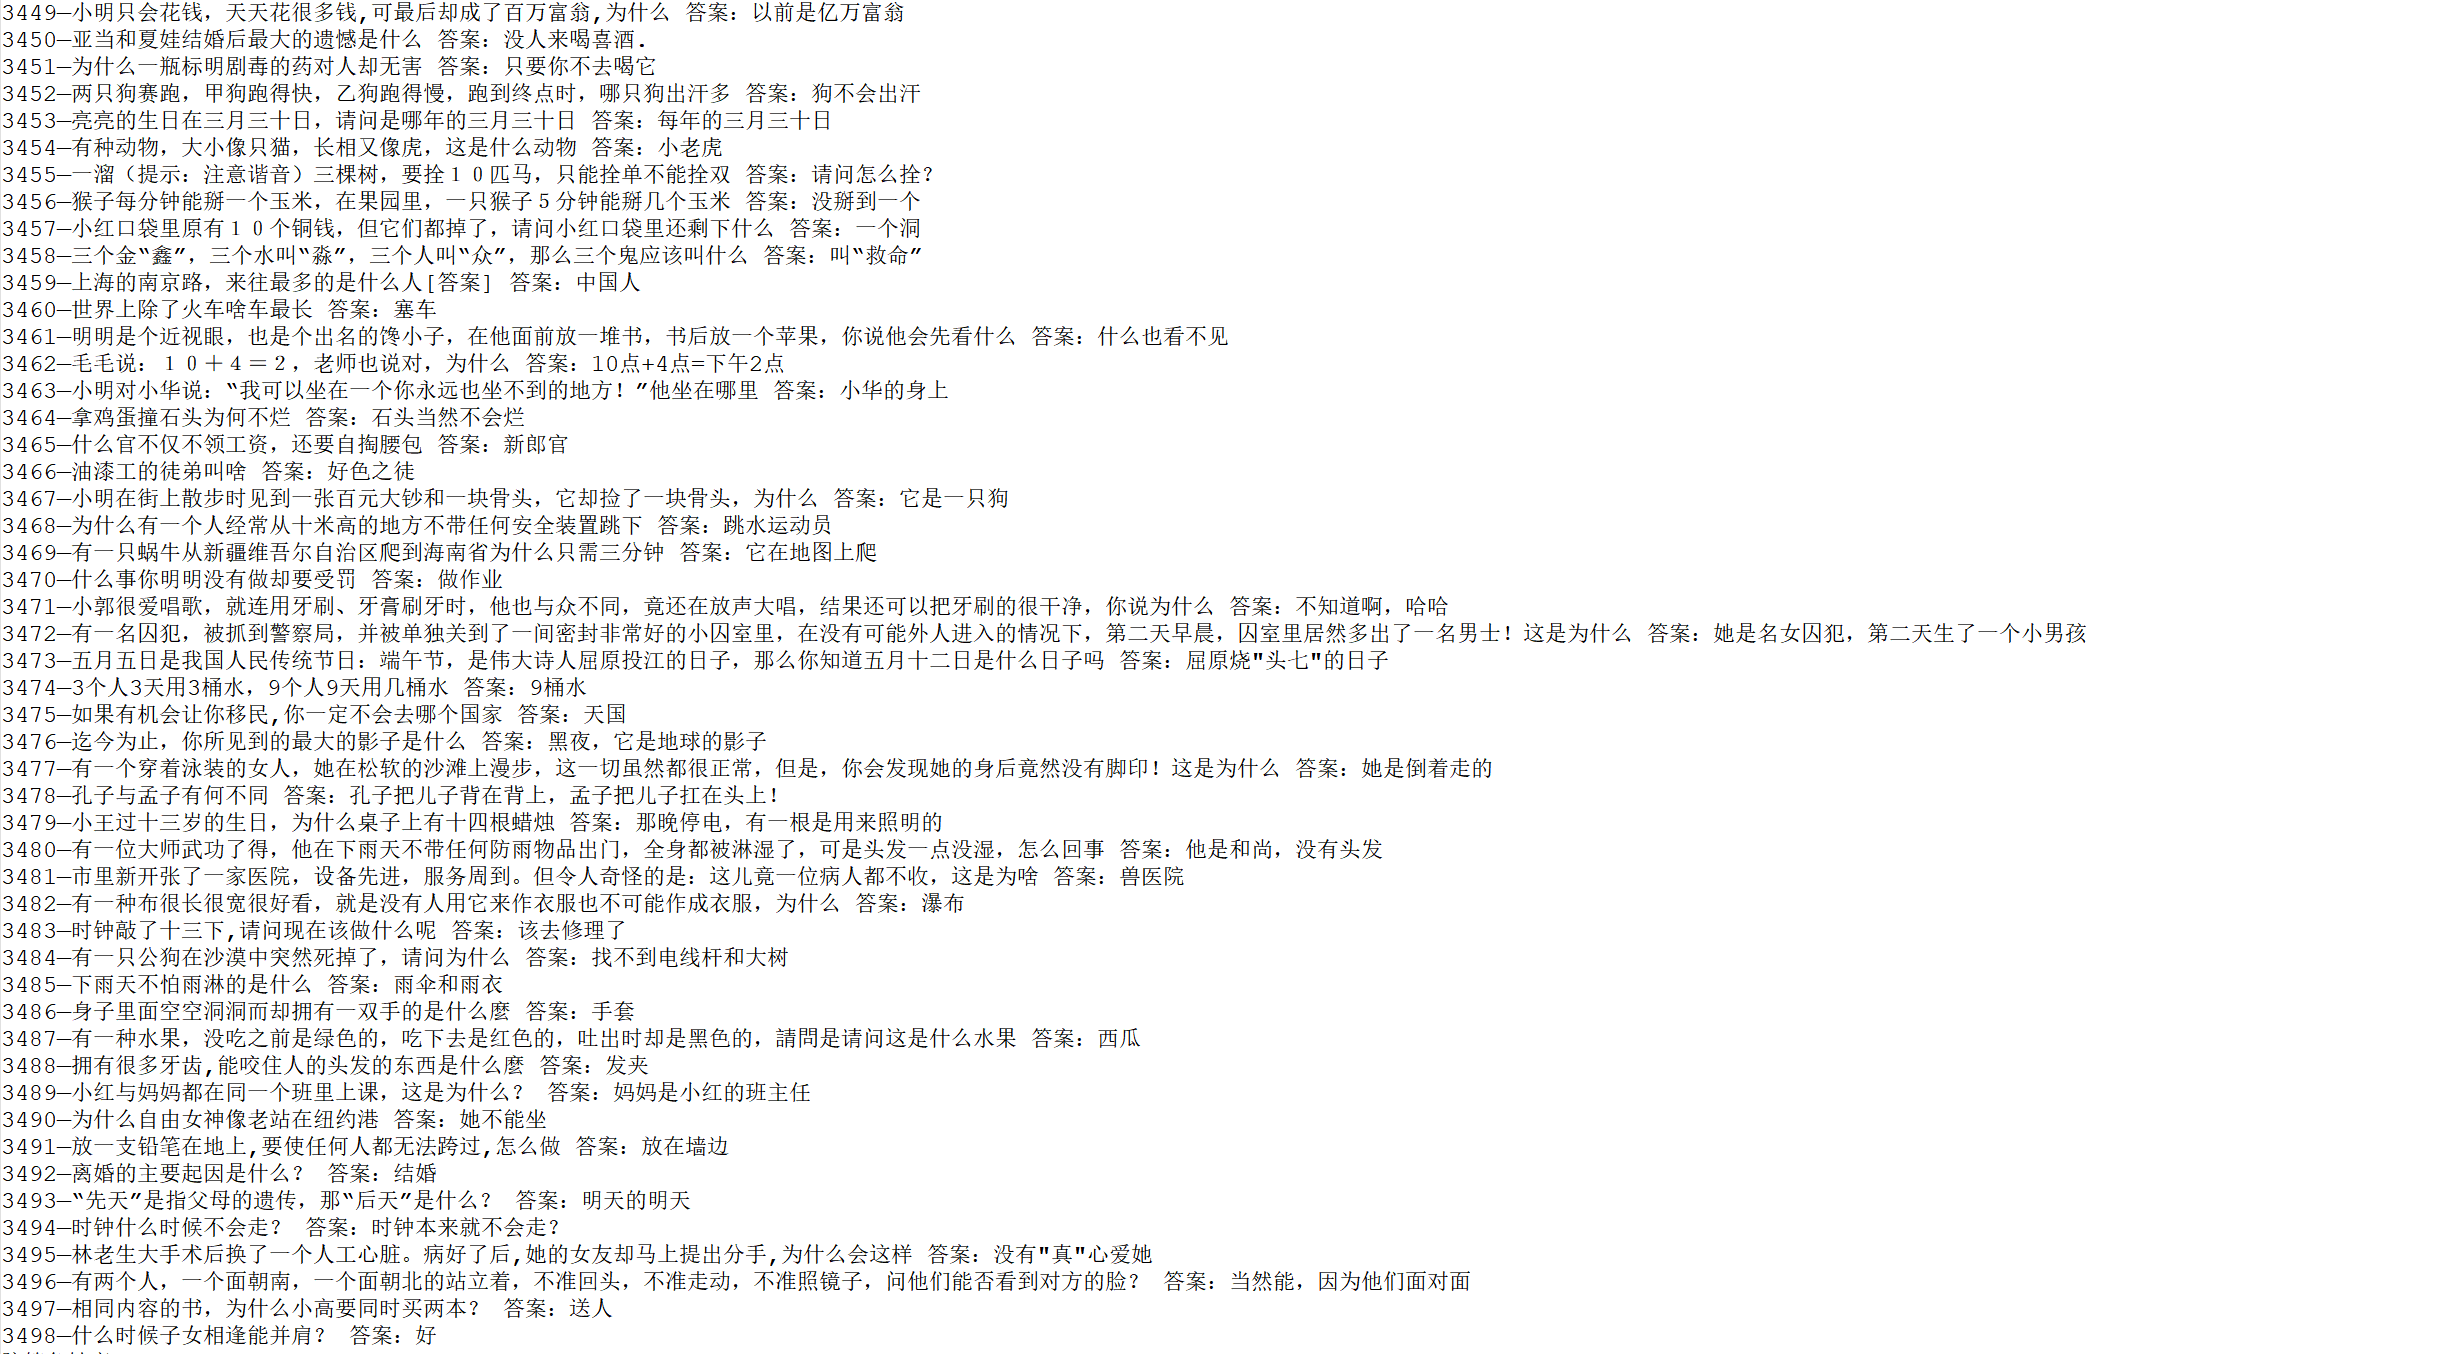 3449—小明只会花钱，天天花很多钱,可最后却成了百万富翁,为什么 答案：以前是亿万富翁
3450—亚当和夏娃结婚后最大的遗憾是什么 答案：没人来喝喜酒.
3451—为什么一瓶标明剧毒的药对人却无害 答案：只要你不去喝它
3452—两只狗赛跑，甲狗跑得快，乙狗跑得慢，跑到终点时，哪只狗出汗多 答案：狗不会出汗
3453—亮亮的生日在三月三十日，请问是哪年的三月三十日 答案：每年的三月三十日
3454—有种动物，大小像只猫，长相又像虎，这是什么动物 答案：小老虎
3455—一溜（提示：注意谐音）三棵树，要拴１０匹马，只能拴单不能拴双 答案：请问怎么拴？
3456—猴子每分钟能掰一个玉米，在果园里，一只猴子５分钟能掰几个玉米 答案：没掰到一个
3457—小红口袋里原有１０个铜钱，但它们都掉了，请问小红口袋里还剩下什么 答案：一个洞
3458—三个金“鑫”，三个水叫“淼”，三个人叫“众”，那么三个鬼应该叫什么 答案：叫“救命”
3459—上海的南京路，来往最多的是什么人[答案] 答案：中国人
3460—世界上除了火车啥车最长 答案：塞车
3461—明明是个近视眼，也是个出名的馋小子，在他面前放一堆书，书后放一个苹果，你说他会先看什么 答案：什么也看不见
3462—毛毛说：１０＋４＝２，老师也说对，为什么 答案：10点+4点=下午2点
3463—小明对小华说：“我可以坐在一个你永远也坐不到的地方！”他坐在哪里 答案：小华的身上
3464—拿鸡蛋撞石头为何不烂 答案：石头当然不会烂
3465—什么官不仅不领工资，还要自掏腰包 答案：新郎官
3466—油漆工的徒弟叫啥 答案：好色之徒
3467—小明在街上散步时见到一张百元大钞和一块骨头，它却捡了一块骨头，为什么 答案：它是一只狗
3468—为什么有一个人经常从十米高的地方不带任何安全装置跳下 答案：跳水运动员
3469—有一只蜗牛从新疆维吾尔自治区爬到海南省为什么只需三分钟 答案：它在地图上爬
3470—什么事你明明没有做却要受罚 答案：做作业
3471—小郭很爱唱歌，就连用牙刷、牙膏刷牙时，他也与众不同，竟还在放声大唱，结果还可以把牙刷的很干净，你说为什么 答案：不知道啊，哈哈
3472—有一名囚犯，被抓到警察局，并被单独关到了一间密封非常好的小囚室里，在没有可能外人进入的情况下，第二天早晨，囚室里居然多出了一名男士！这是为什么 答案：她是名女囚犯，第二天生了一个小男孩
3473—五月五日是我国人民传统节日：端午节，是伟大诗人屈原投江的日子，那么你知道五月十二日是什么日子吗 答案：屈原烧"头七"的日子
3474—3个人3天用3桶水，9个人9天用几桶水 答案：9桶水
3475—如果有机会让你移民,你一定不会去哪个国家 答案：天国
3476—迄今为止，你所见到的最大的影子是什么 答案：黑夜，它是地球的影子
3477—有一个穿着泳装的女人，她在松软的沙滩上漫步，这一切虽然都很正常，但是，你会发现她的身后竟然没有脚印！这是为什么 答案：她是倒着走的
3478—孔子与孟子有何不同 答案：孔子把儿子背在背上，孟子把儿子扛在头上！
3479—小王过十三岁的生日，为什么桌子上有十四根蜡烛 答案：那晚停电，有一根是用来照明的
3480—有一位大师武功了得，他在下雨天不带任何防雨物品出门，全身都被淋湿了，可是头发一点没湿，怎么回事 答案：他是和尚，没有头发
3481—市里新开张了一家医院，设备先进，服务周到。但令人奇怪的是：这儿竟一位病人都不收，这是为啥 答案：兽医院
3482—有一种布很长很宽很好看，就是没有人用它来作衣服也不可能作成衣服，为什么 答案：瀑布
3483—时钟敲了十三下,请问现在该做什么呢 答案：该去修理了
3484—有一只公狗在沙漠中突然死掉了，请问为什么 答案：找不到电线杆和大树
3485—下雨天不怕雨淋的是什么 答案：雨伞和雨衣
3486—身子里面空空洞洞而却拥有一双手的是什么麽 答案：手套
3487—有一种水果，没吃之前是绿色的，吃下去是红色的，吐出时却是黑色的，請問是请问这是什么水果 答案：西瓜
3488—拥有很多牙齿,能咬住人的头发的东西是什么麽 答案：发夹
3489—小红与妈妈都在同一个班里上课，这是为什么？ 答案：妈妈是小红的班主任
3490—为什么自由女神像老站在纽约港 答案：她不能坐
3491—放一支铅笔在地上,要使任何人都无法跨过,怎么做 答案：放在墙边
3492—离婚的主要起因是什么？ 答案：结婚
3493—“先天”是指父母的遗传，那“后天”是什么？ 答案：明天的明天
3494—时钟什么时候不会走？ 答案：时钟本来就不会走？
3495—林老生大手术后换了一个人工心脏。病好了后,她的女友却马上提出分手,为什么会这样 答案：没有"真"心爱她
3496—有两个人，一个面朝南，一个面朝北的站立着，不准回头，不准走动，不准照镜子，问他们能否看到对方的脸？ 答案：当然能，因为他们面对面
3497—相同内容的书，为什么小高要同时买两本？ 答案：送人
3498—什么时候子女相逢能并肩？ 答案：好